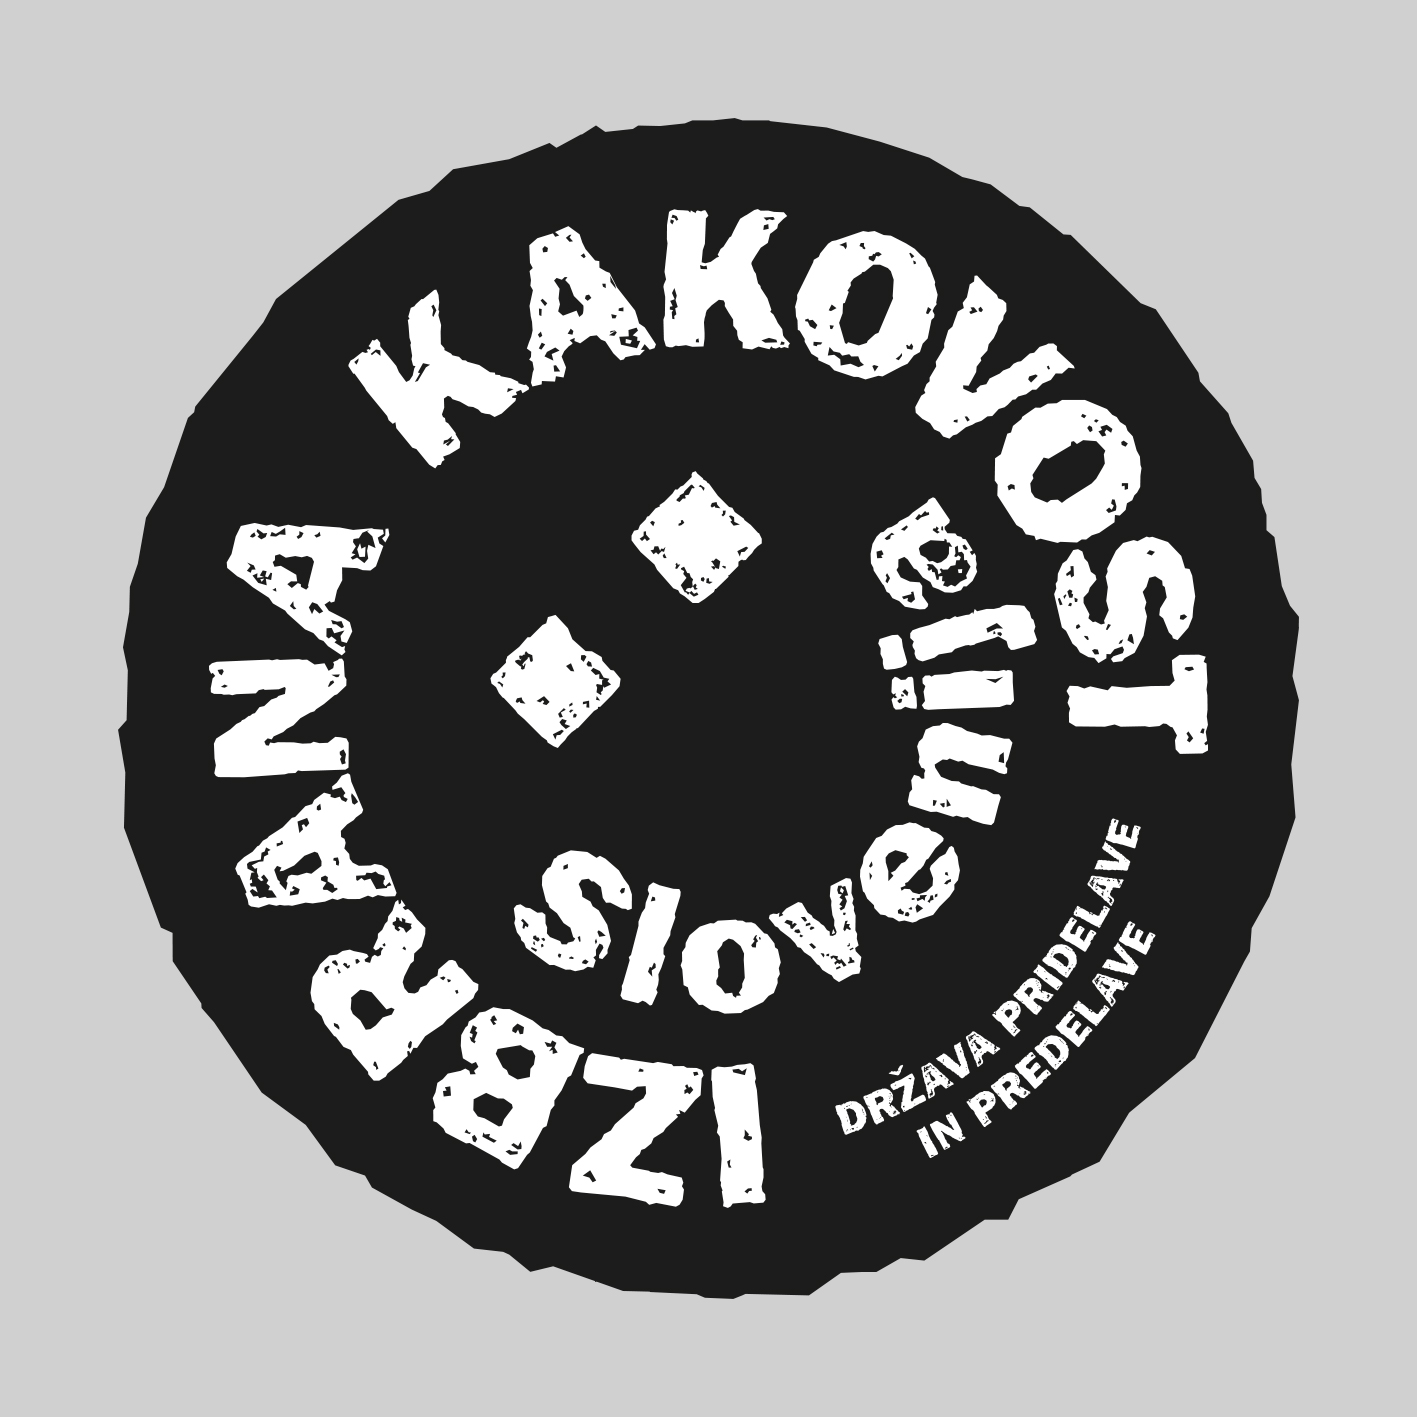 IZBRANA KAKOVOST
Slovenija
DRŽAVA PRIDELAVE
IN PREDELAVE